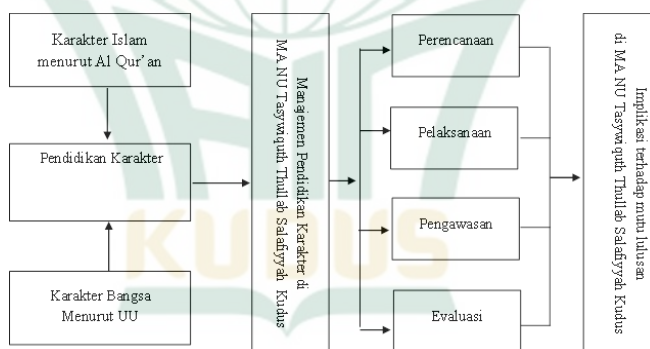 Karakter Islam
menurut Al Qur'an
Pendidikan Karakter
Karakter Bangsa
Menurut UU
Manajemen Pendidikan Karakter di
MA NU Tasywiquth Thullab Salafiyyah Kudus
Perencanaan
Pelaksanaan
Pengawasan
Evaluasi
Implikasi terhadap mutu lulusan
di MA NU Tasywiquth Thullab Salafiyyah Kudus
KUDUS